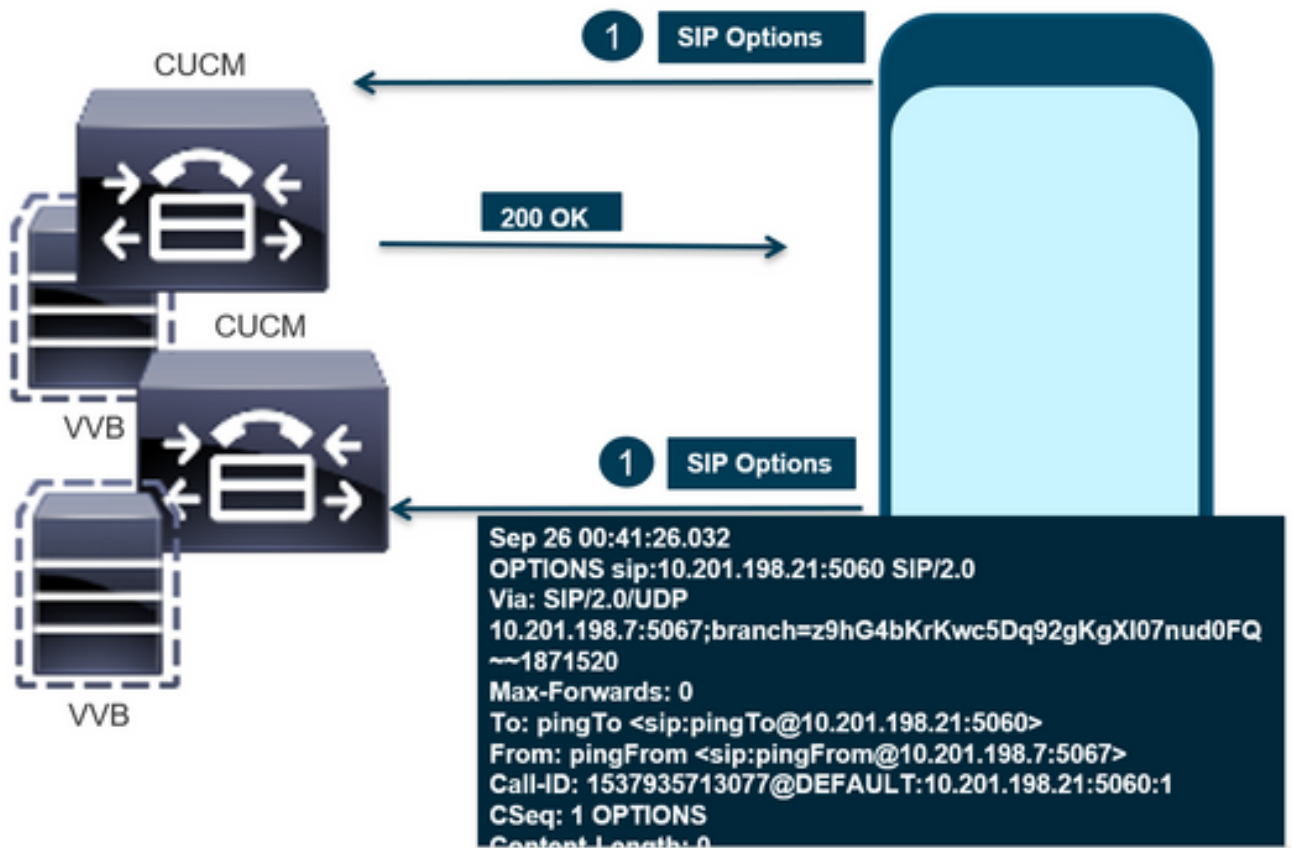 1 SIP Options
CUCM
200 OK
CUCM
VVB
1 SIP Options
VVB
Sep 26 00:41:26.032
OPTIONS sip:10.201.198.21:5060 SIP/2.0
Via: SIP/2.0/UDP
10.201.198.7:5067;branch=z9hG4bKrKwc5Dq92gKgXI07nud0FQ
~~1871520
Max-Forwards: 0
To: pingTo <sip:pingTo@10.201.198.21:5060>
From: pingFrom <sip:pingFrom@10.201.198.7:5067>
Call-ID: 1537935713077@DEFAULT:10.201.198.21:5060:1
CSeq: 1 OPTIONS
Content-Length: 0